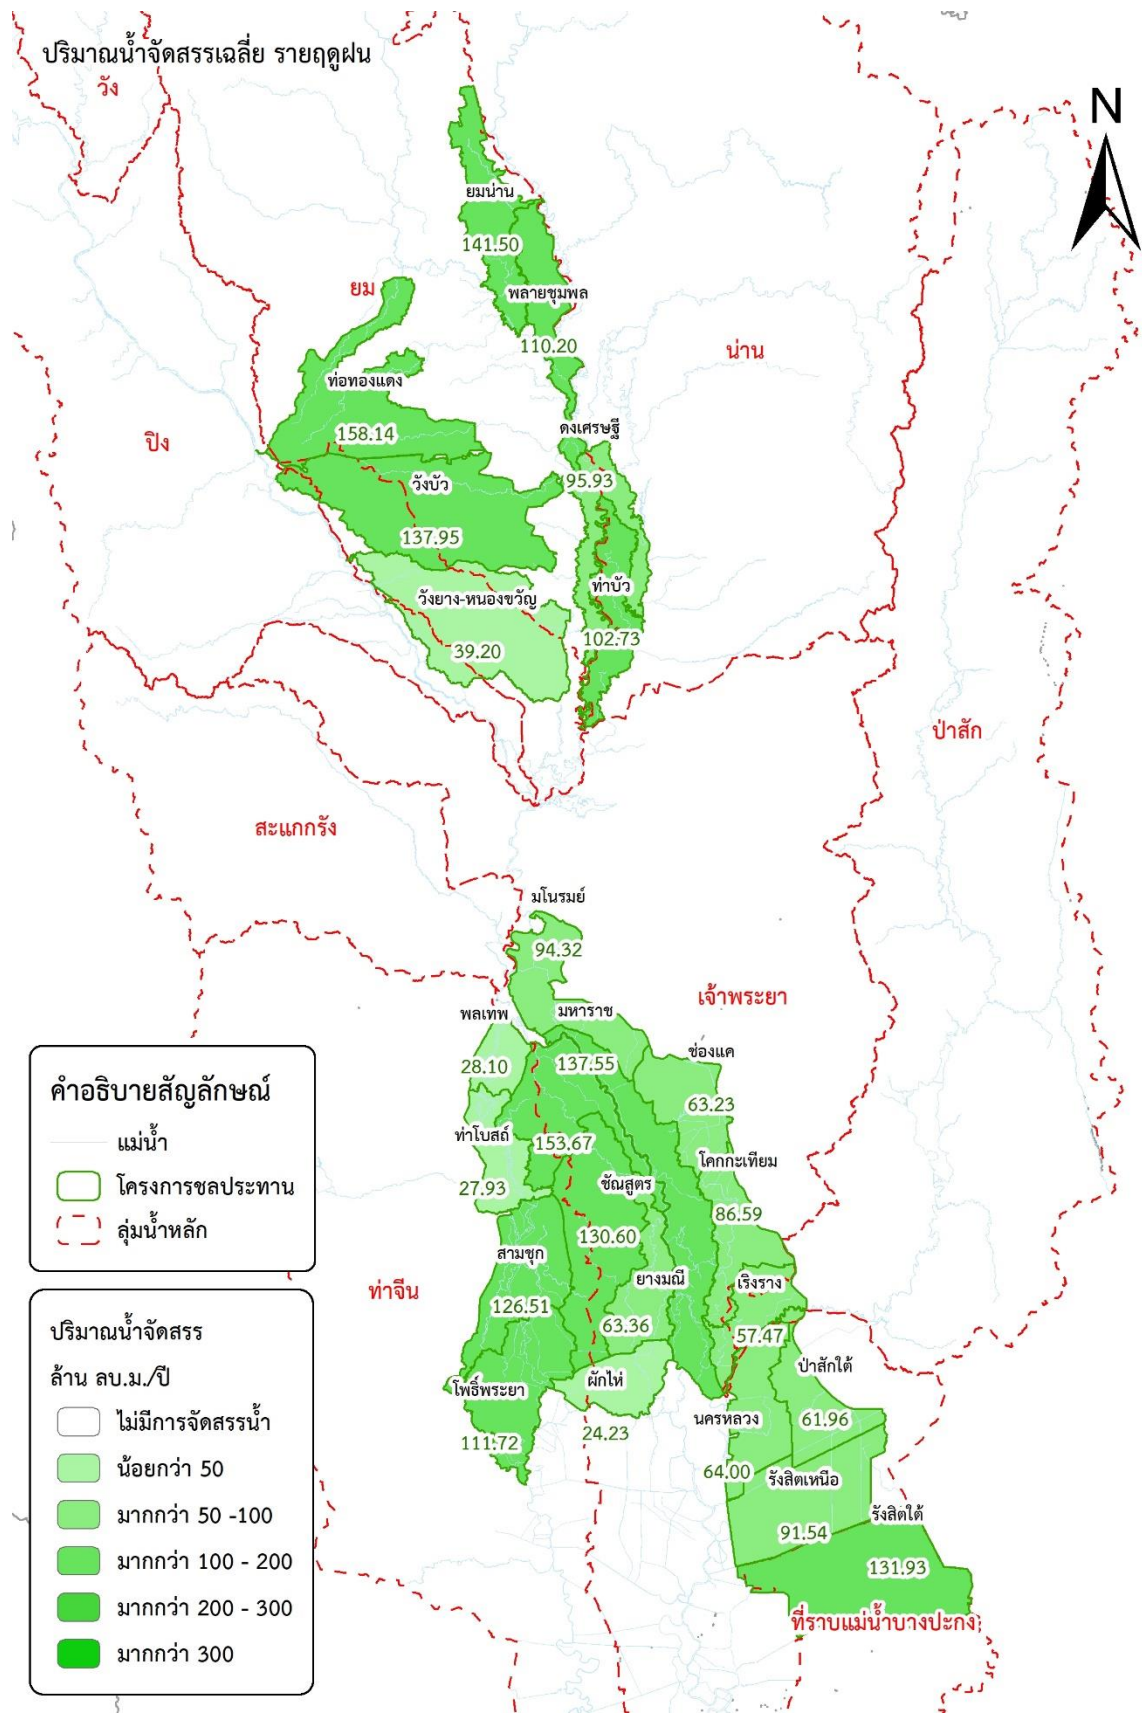 ปริมาณน้ำจัดสรรเฉลี่ย รายฤดูฝน
วัง
N
ยมน่าน
141.50
ยม
พลายชุมพล
110.20
น่าน
ท่อทองแดง
158.14
ปิง
ดงเศรษฐี
95.93
วังบัว
137.95
วังยาง-หนองขวัญ
39.20
ท่าบัว
102.73
ป่าสัก
สะแกกรัง
มโนรมย์
94.32
เจ้าพระยา
พลเทพ
28.10
มหาราช
137.55
ช่องแค
63.23
ท่าโบสถ์
27.93
153.67
โคกกะเทียม
86.59
ชัณสูตร
130.60
สามชุก
126.51
ยางมณี
63.36
เริงราง
57.47
ท่าจีน
ป่าสักใต้
61.96
ผักไห่
24.23
โพธิ์พระยา
111.72
นครหลวง
64.00
รังสิตเหนือ
91.54
รังสิตใต้
131.93
ที่ราบแม่น้ำบางปะกง
คำอธิบายสัญลักษณ์
แม่น้ำ
โครงการชลประทาน
ลุ่มน้ำหลัก
ปริมาณน้ำจัดสรร
ล้าน ลบ.ม./ปี
ไม่มีการจัดสรรน้ำ
น้อยกว่า 50
มากกว่า 50 -100
มากกว่า 100 - 200
มากกว่า 200 - 300
มากกว่า 300